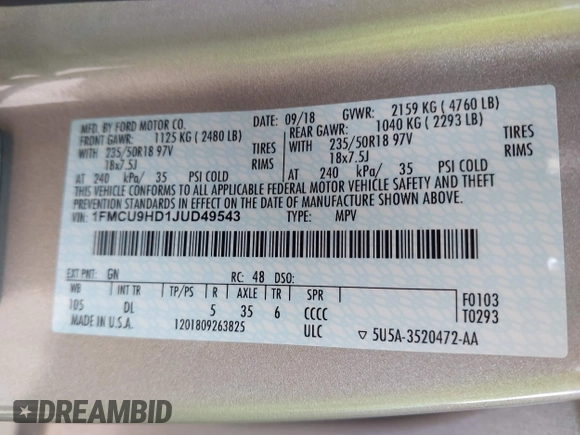 MFD. BY FORD MOTOR CO. DATE: 09/18 GVWR: 2159 KG ( 4760 LB)
FRONT GAWR: 1125 KG ( 2480 LB) REAR GAWR: 1040 KG ( 2293 LB)
WITH 235/50R18 97V TIRES WITH 235/50R18 97V TIRES
18x7.5J RIMS 18x7.5J RIMS
AT 240 kPa/ 35 PSI COLD AT 240 kPa/ 35 PSI COLD
THIS VEHICLE CONFORMS TO ALL APPLICABLE FEDERAL MOTOR VEHICLE SAFETY AND THEFT
PREVENTION STANDARDS IN EFFECT ON THE DATE OF MANUFACTURE SHOWN ABOVE.
VIN: 1FMCU9HD1JUD49543 TYPE: MPV
EXT PNT: GN RC: 48 DSO:
WB INT TR TP/PS R AXLE TR SPR F0103
105 DL 5 35 6 CCCC T0293
MADE IN U.S.A. 1201809263825 ULC ▽ 5U5A-3520472-AA
DREAMBID